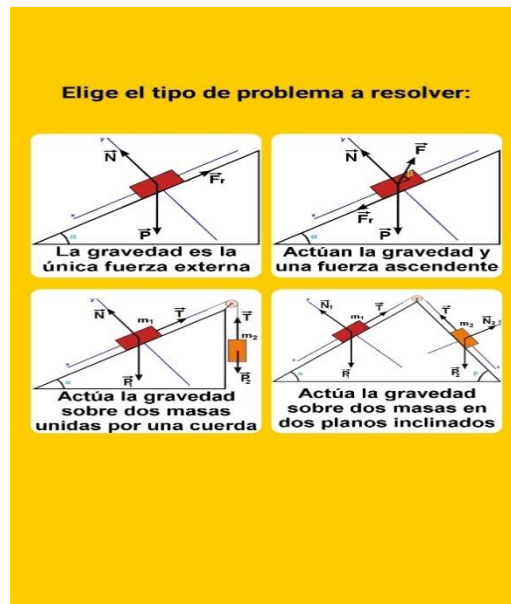 Elige el tipo de problema a resolver:
y
N
Fr
x
α
P
La gravedad es la
única fuerza externa
y
N
F
β
Fr
x
α
P
Actúan la gravedad y
una fuerza ascendente
y
N
m₁
T
T
m₂
x
α
P₁
P₂
Actúa la gravedad
sobre dos masas
unidas por una cuerda
y
N₁
m₁
T
T
m₂
N₂
x
α
P₁
P₂
β
x
Actúa la gravedad
sobre dos masas en
dos planos inclinados